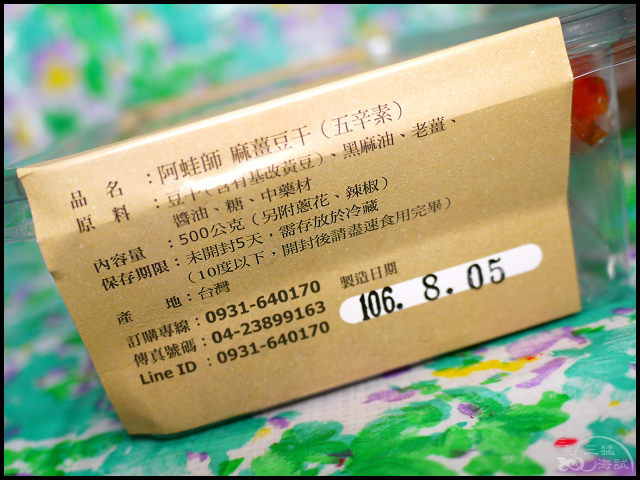 品名：阿蛙師 麻薑豆干（五辛素）
原料：豆干(含有基改黃豆)、黑麻油、老薑、
醬油、糖、中藥材
內容量：500公克（另附蔥花、辣椒）
保存期限：未開封5天，需存放於冷藏
（10度以下，開封後請盡速食用完畢）
產地：台灣
訂購專線：0931-640170
傳真號碼：04-23899163
Line ID：0931-640170
製造日期
106. 8. 05
三猛
海試